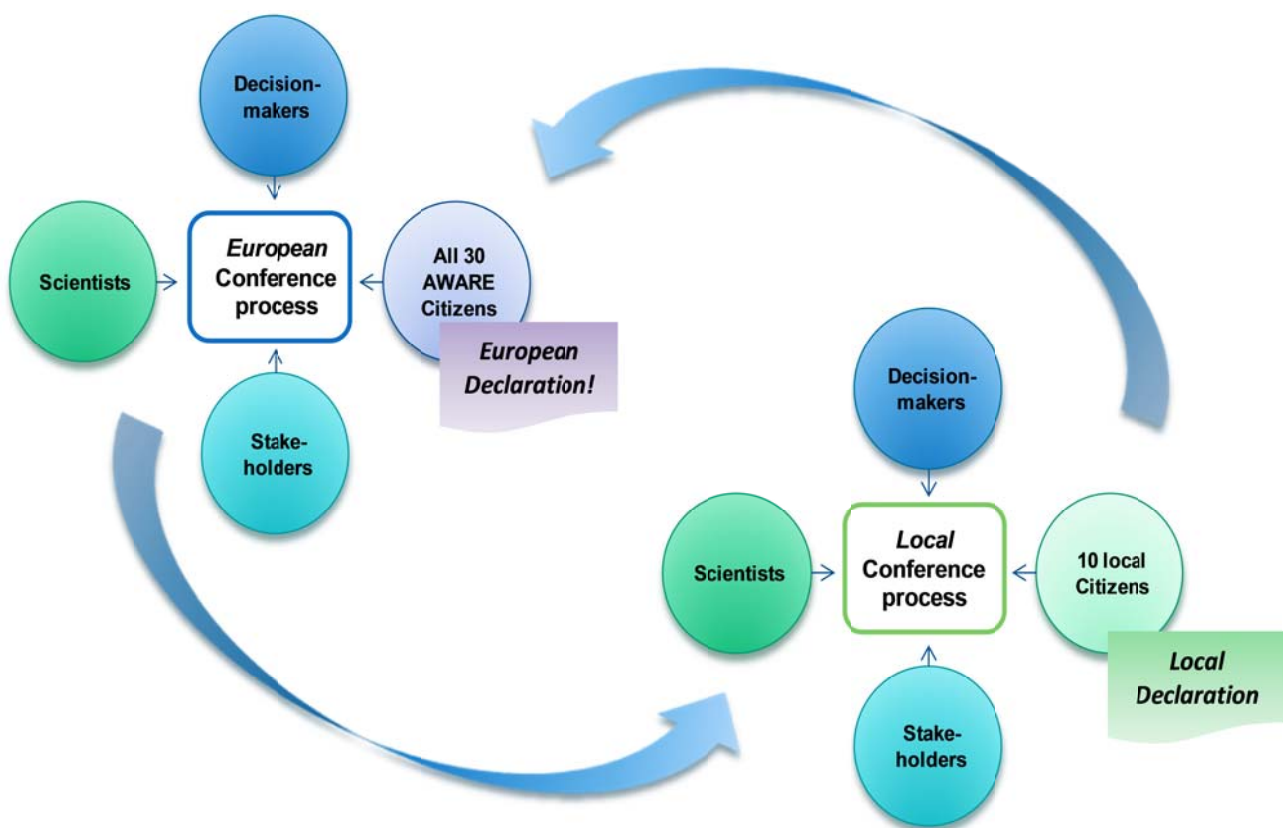 Decision-
makers
Scientists
European
Conference
process
All 30
AWARE
Citizens
European
Declaration!
Stake-
holders
Decision-
makers
Scientists
Local
Conference
process
10 local
Citizens
Local
Declaration
Stake-
holders